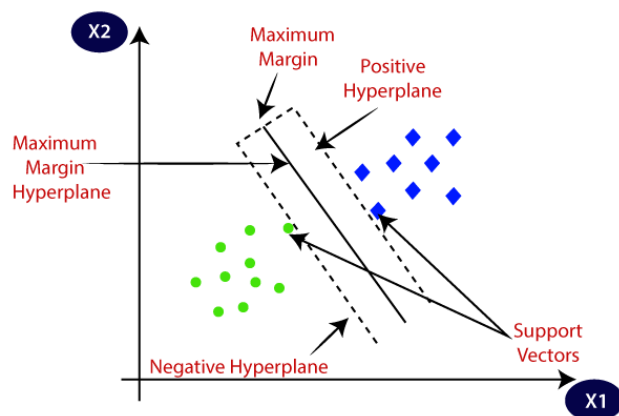 X2
Maximum
Margin
Positive
Hyperplane
Maximum
Margin
Hyperplane
Support
Vectors
Negative Hyperplane
X1